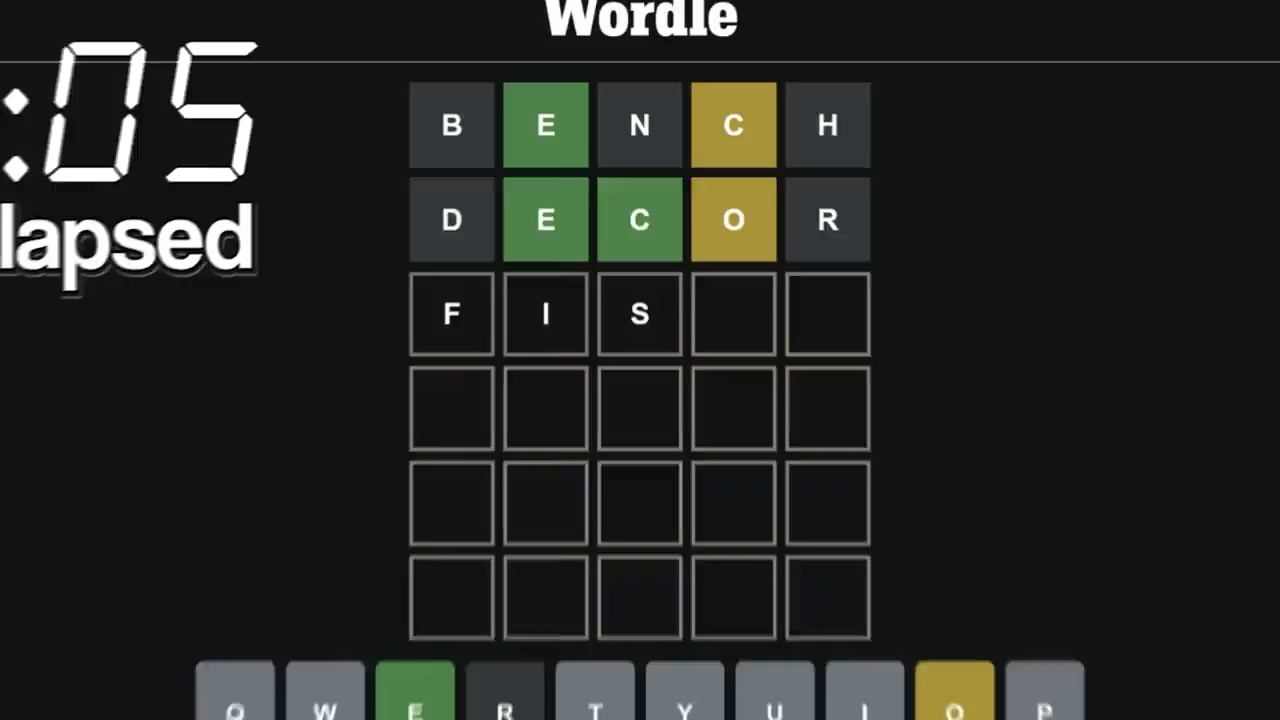 Wordle
:05
lapsed
B E N C H
D E C O R
F I S
Q W E R T Y U I O P